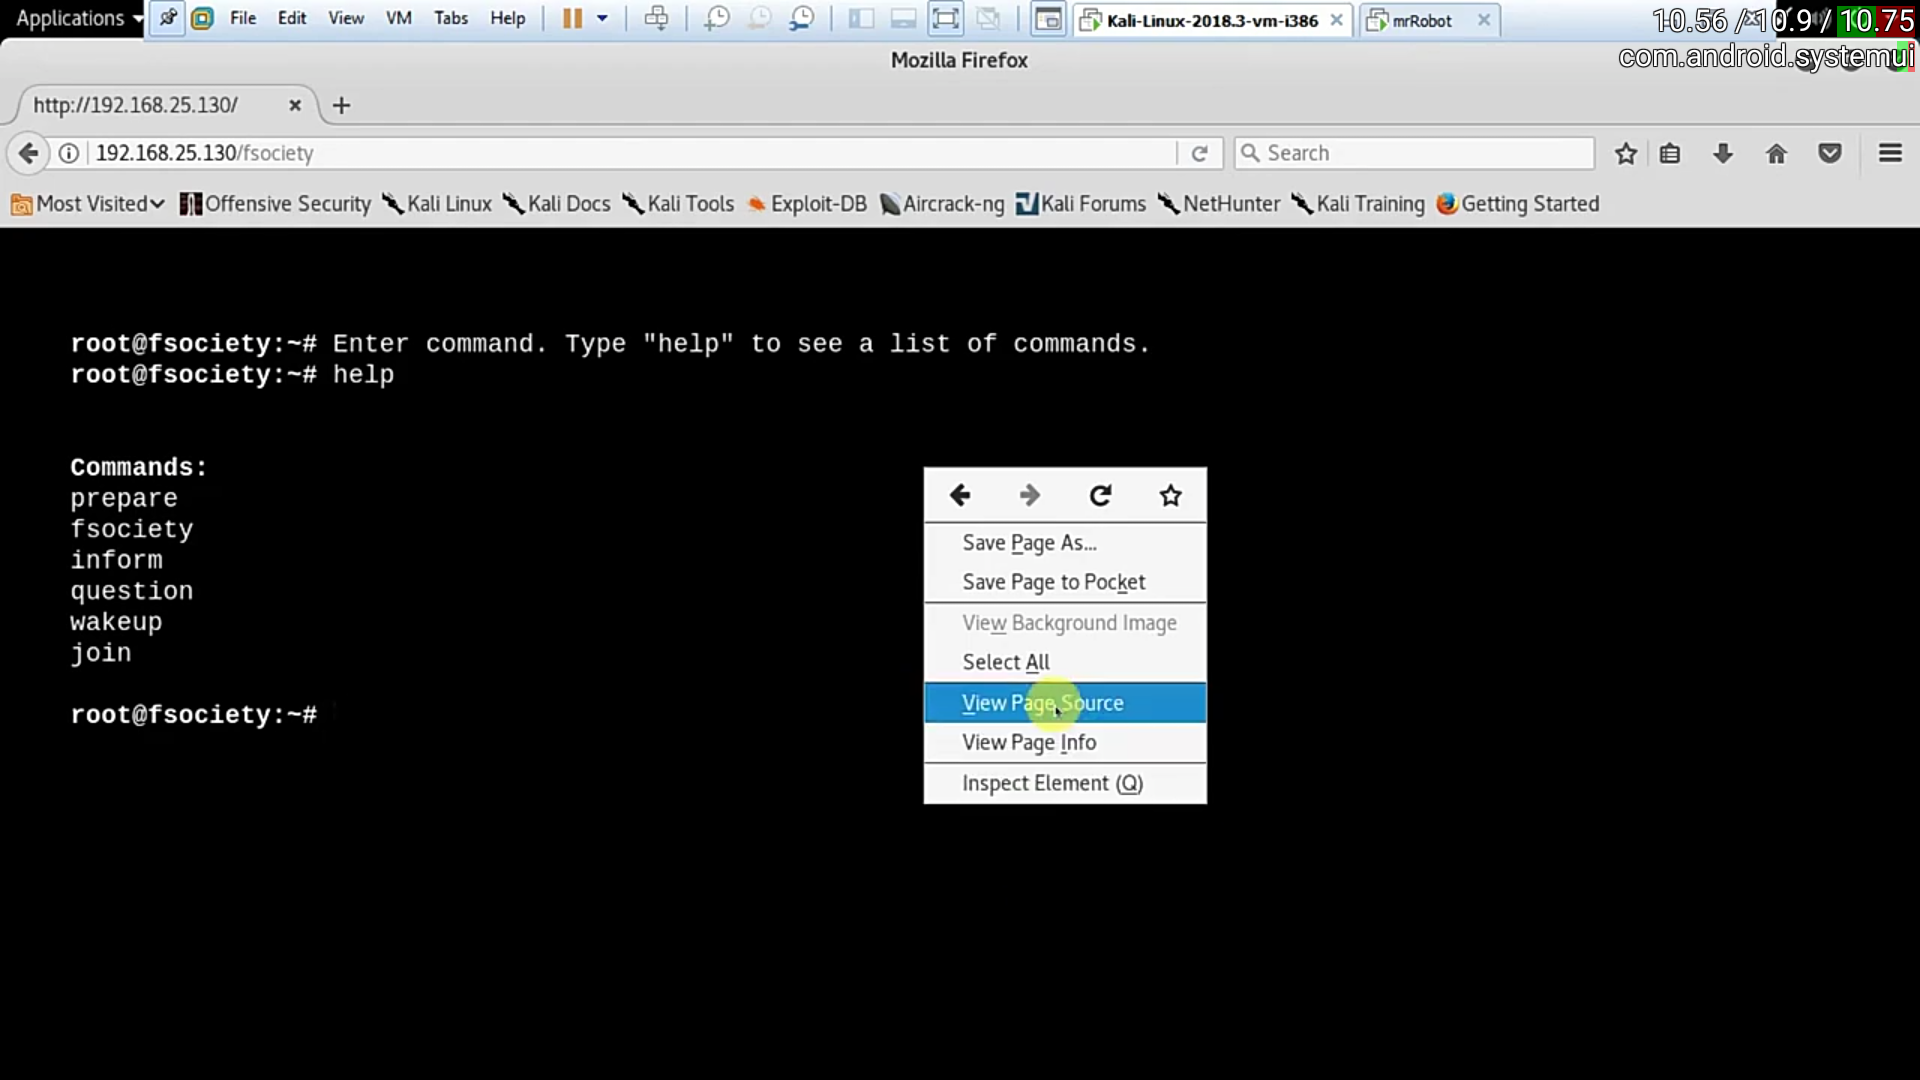 Applications File Edit View VM Tabs Help Kali-Linux-2018.3-vm-i386 mrRobot 10.56 / 10.9 / 10.75
com.android.systemui
Mozilla Firefox
http://192.168.25.130/
192.168.25.130/fsociety Search
Most Visited Offensive Security Kali Linux Kali Docs Kali Tools Exploit-DB Aircrack-ng Kali Forums NetHunter Kali Training Getting Started
root@fsociety:~# Enter command. Type "help" to see a list of commands.
root@fsociety:~# help
Commands:
prepare
fsociety
inform
question
wakeup
join
root@fsociety:~#
Save Page As...
Save Page to Pocket
View Background Image
Select All
View Page Source
View Page Info
Inspect Element (Q)